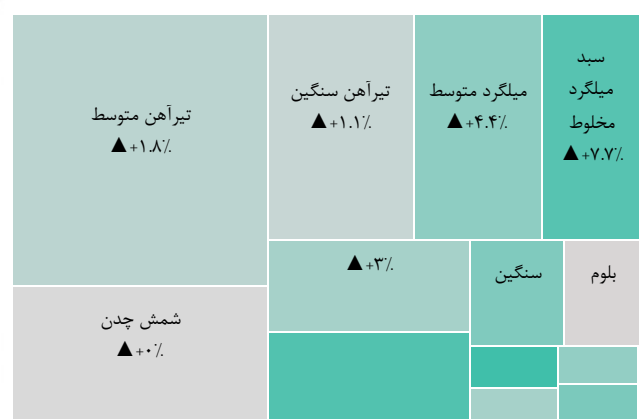 تیرآهن متوسط
▲+۱.۸٪
تیرآهن سنگین
▲+۱.۱٪
میلگرد متوسط
▲+۴.۴٪
سبد
میلگرد
مخلوط
▲+۷.۷٪
شمش چدن
▲+۰٪
▲+۳٪
سنگین
بلوم